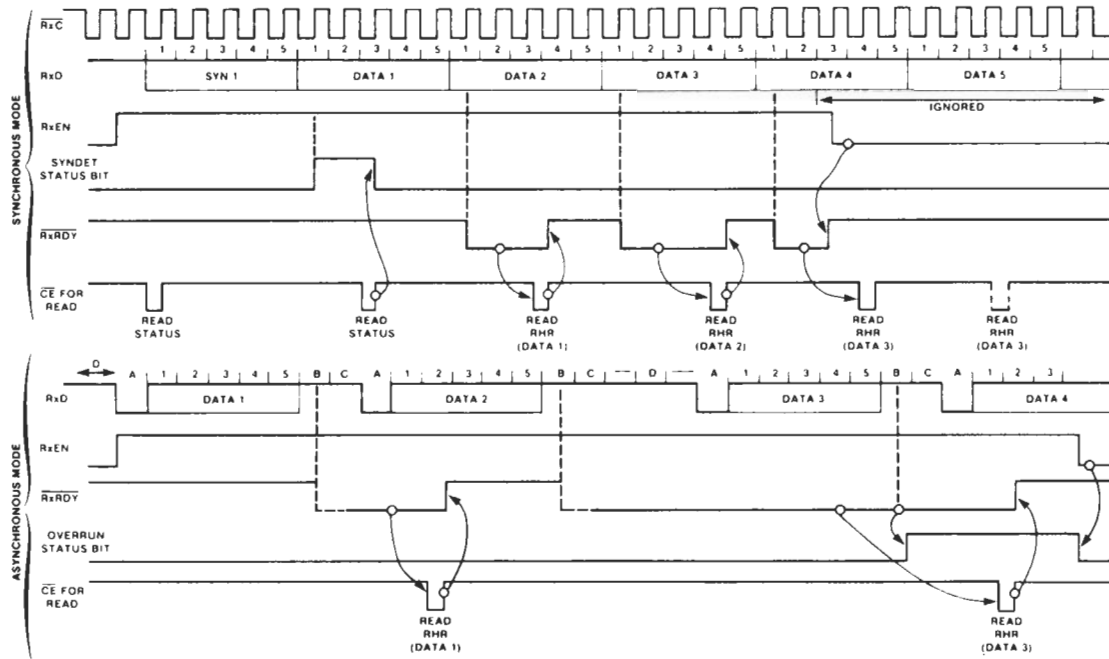 RxC
1 2 3 4 5 1 2 3 4 5 1 2 3 4 5 1 2 3 4 5 1 2 3 4 5 1 2 3 4 5
RxD SYN 1 DATA 1 DATA 2 DATA 3 DATA 4 DATA 5
IGNORED
RxEN
SYNDET
STATUS BIT
RxRDY
CE FOR
READ
READ
STATUS
READ
STATUS
READ
RHR
(DATA 1)
READ
RHR
(DATA 2)
READ
RHR
(DATA 3)
READ
RHR
(DATA 3)
SYNCHRONOUS MODE
D A 1 2 3 4 5 B C A 1 2 3 4 5 B C D A 1 2 3 4 5 B C A 1 2 3
RxD DATA 1 DATA 2 DATA 3 DATA 4
RxEN
RxRDY
OVERRUN
STATUS BIT
CE FOR
READ
READ
RHR
(DATA 1)
READ
RHR
(DATA 3)
ASYNCHRONOUS MODE